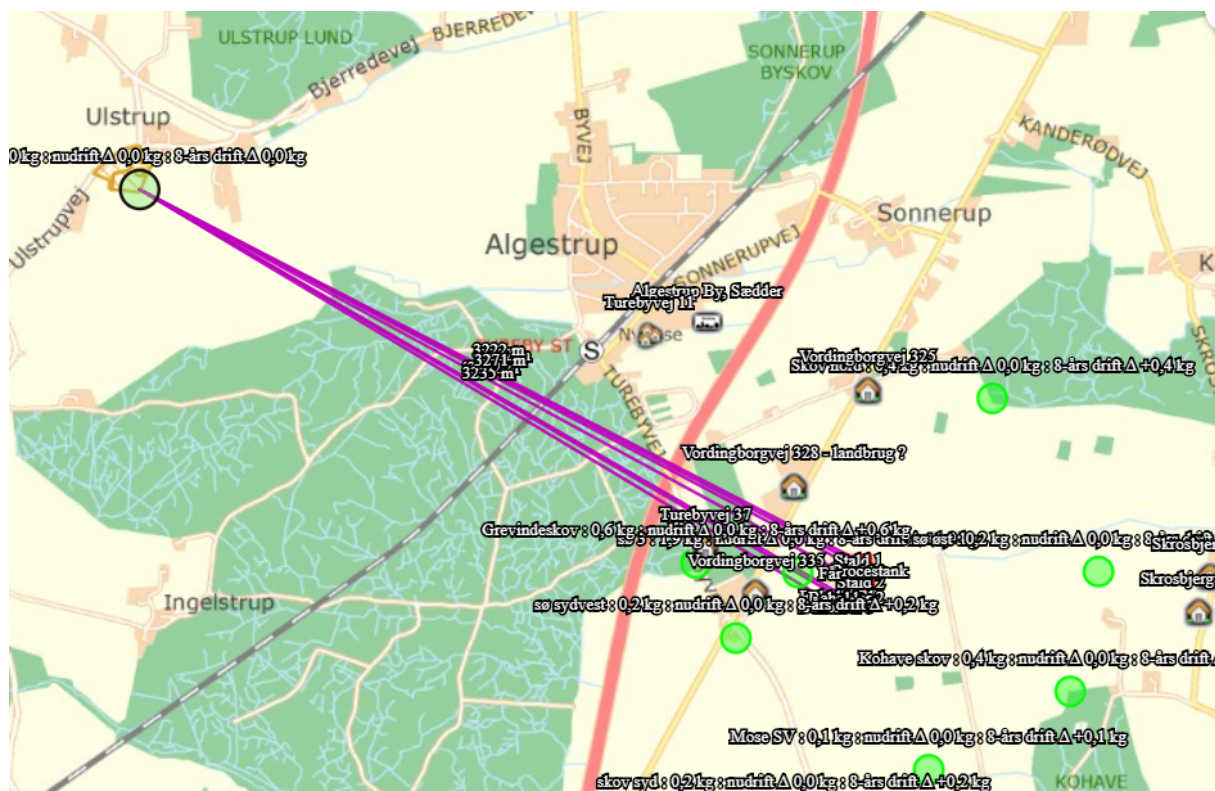 ULSTRUP LUND
Bjerredevej
BJERREDEV
SONNERUP
BYSKOV
Ulstrup
BYVEJ
KANDERØDVEJ
0 kg : nudrift Δ 0,0 kg : 8-års drift Δ 0,0 kg
Ulstrupvej
Sonnerup
Algestrup
SONNERUPVEJ
Algestrup By, Sædder
Turebyvej 11
S
3222 m
3271 m
3235 m
TUREBYVEJ
Vordingborgvej 325
: 0,4 kg : nudrift Δ 0,0 kg : 8-års drift Δ +0,4 kg
Vordingborgvej 328 - landbrug ?
Turebyvej 37
Grevindeskov : 0,6 kg : nudrift Δ 0,0 kg : 8-års drift Δ +0,6 kg
Vordingborgvej 335
Stald 1
Procestank
Stald 2
Skrosbjer
Skrosbjerg
Ingelstrup
sø sydvest : 0,2 kg : nudrift Δ 0,0 kg : 8-års drift Δ +0,2 kg
Kohave skov : 0,4 kg : nudrift Δ 0,0 kg : 8-års drift Δ
Mose SV : 0,1 kg : nudrift Δ 0,0 kg : 8-års drift Δ +0,1 kg
skov syd : 0,2 kg : nudrift Δ 0,0 kg : 8-års drift Δ +0,2 kg
KOHAVE